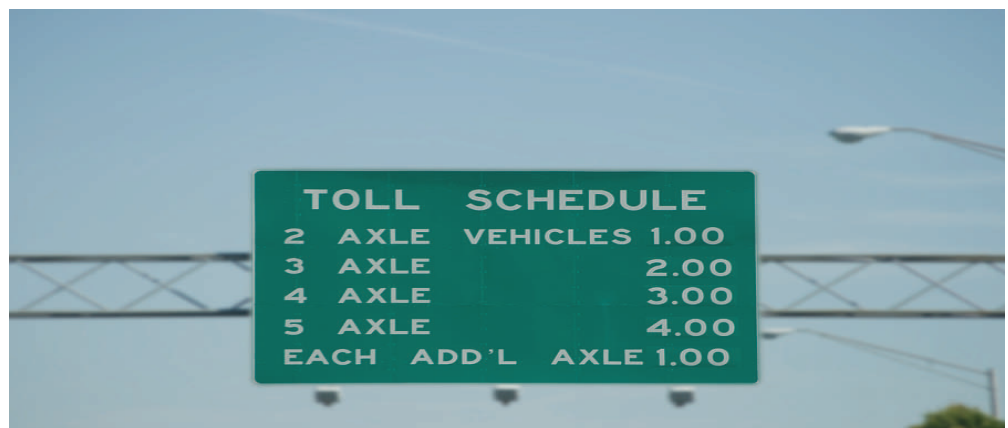 TOLL SCHEDULE
2 AXLE VEHICLES 1.00
3 AXLE 2.00
4 AXLE 3.00
5 AXLE 4.00
EACH ADD'L AXLE 1.00